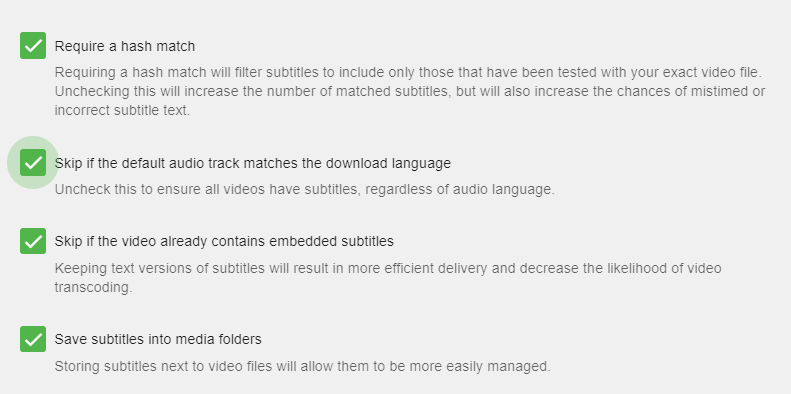 Require a hash match
Requiring a hash match will filter subtitles to include only those that have been tested with your exact video file.
Unchecking this will increase the number of matched subtitles, but will also increase the chances of mistimed or
incorrect subtitle text.
Skip if the default audio track matches the download language
Uncheck this to ensure all videos have subtitles, regardless of audio language.
Skip if the video already contains embedded subtitles
Keeping text versions of subtitles will result in more efficient delivery and decrease the likelihood of video
transcoding.
Save subtitles into media folders
Storing subtitles next to video files will allow them to be more easily managed.